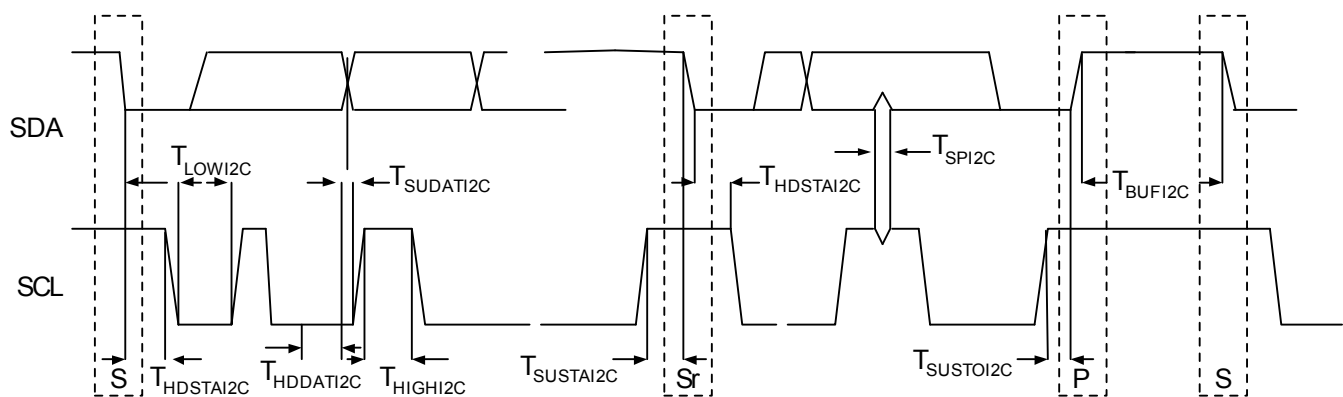 SDA
T_LOWI2C
T_SUDATI2C
T_HDSTAI2C
T_SPI2C
T_BUFI2C
SCL
S
T_HDSTAI2C
T_HDDATI2C
T_HIGHI2C
T_SUSTAI2C
Sr
T_SUSTOI2C
P
S